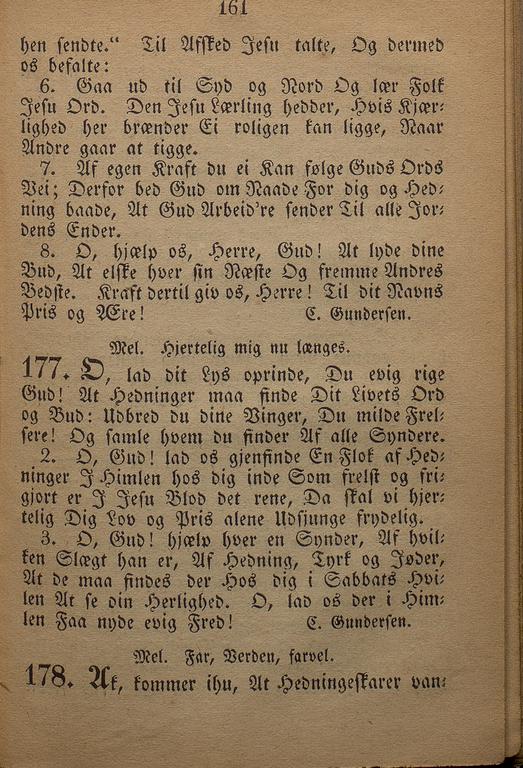 161
hen sendte.“ Til Afsked Jesu talte, Og dermed
os befalte:
6. Gaa ud til Syd og Nord Og lær Folk
Jesu Ord. Den Jesu Lærling hedder, Hvis Kjær-
lighed her brænder Ei roligen kan ligge, Naar
Andre gaar at tigge.
7. Af egen Kraft du ei Kan følge Guds Ords
Vei; Derfor bed Gud om Naade For dig og Hed-
ning baade, At Gud Arbeid're sender Til alle Jor-
dens Ender.
8. O, hjælp os, Herre, Gud! At lyde dine
Bud, At elske hver sin Næste Og fremme Andres
Bedste. Kraft dertil giv os, Herre! Til dit Navns
Pris og Ære! C. Gundersen.
Mel. Hjertelig mig nu længes.
177. O, lad dit Lys oprinde, Du evig rige
Gud! At Hedninger maa finde Dit Livets Ord
og Bud: Udbred du dine Vinger, Du milde Frel-
sere! Og samle hvem du finder Af alle Syndere.
2. O, Gud! lad os gjenfinde En Flok af Hed-
ninger I Himlen hos dig inde Som frelst og fri-
gjort er I Jesu Blod det rene, Da skal vi hjer-
telig Dig Lov og Pris alene Udsjunge frydelig.
3. O, Gud! hjælp hver en Synder, Af hvil-
ken Slægt han er, Af Hedning, Tyrk og Jøder,
At de maa findes der Hos dig i Sabbats Hvi-
len At se din Herlighed. O, lad os der i Him-
len Faa nyde evig Fred! C. Gundersen.
Mel. Far, Verden, farvel.
178. Ak, kommer ihu, At Hedningeskarer van-